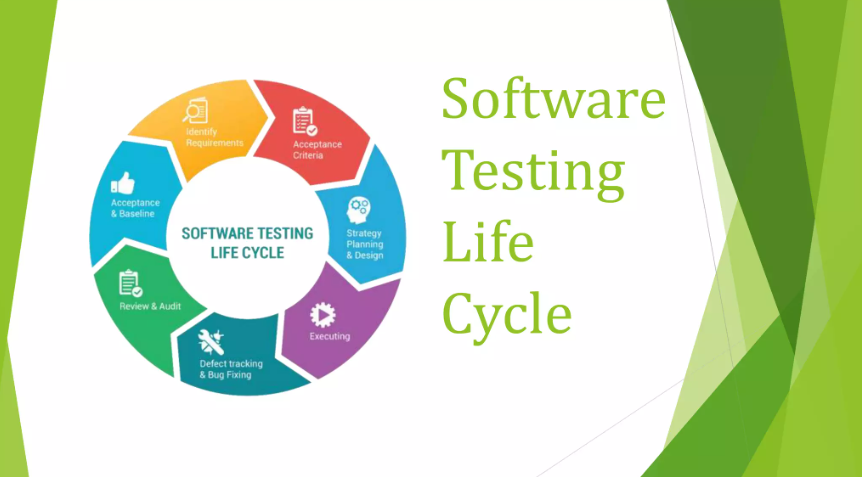 Identify
Requirements
Acceptance
Criteria
Strategy
Planning
& Design
Executing
Defect tracking
& Bug Fixing
Review & Audit
Acceptance
& Baseline
SOFTWARE TESTING
LIFE CYCLE
Software
Testing
Life
Cycle